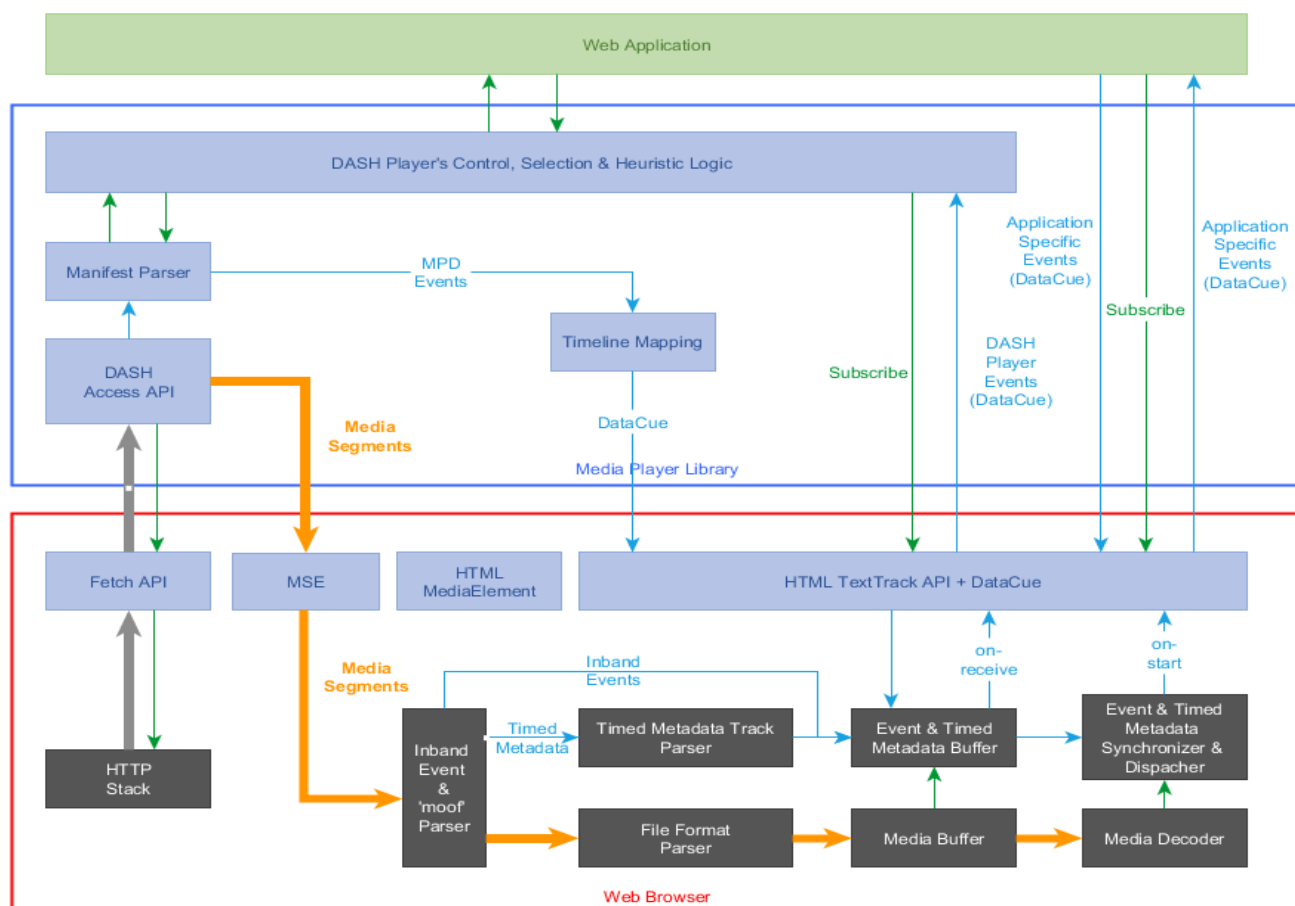 Web Application
DASH Player's Control, Selection & Heuristic Logic
Manifest Parser
MPD
Events
Application
Specific
Events
(DataCue)
Application
Specific
Events
(DataCue)
Subscribe
Timeline Mapping
DASH
Access API
Subscribe
DASH
Player
Events
(DataCue)
DataCue
Media
Segments
Media Player Library
Fetch API
MSE
HTML
MediaElement
HTML TextTrack API + DataCue
Media
Segments
Inband
Events
on-
receive
on-
start
Inband
Event
&
'moof'
Parser
Timed
Metadata
Timed Metadata Track
Parser
Event & Timed
Metadata Buffer
Event & Timed
Metadata
Synchronizer &
Dispacher
HTTP
Stack
File Format
Parser
Media Buffer
Media Decoder
Web Browser